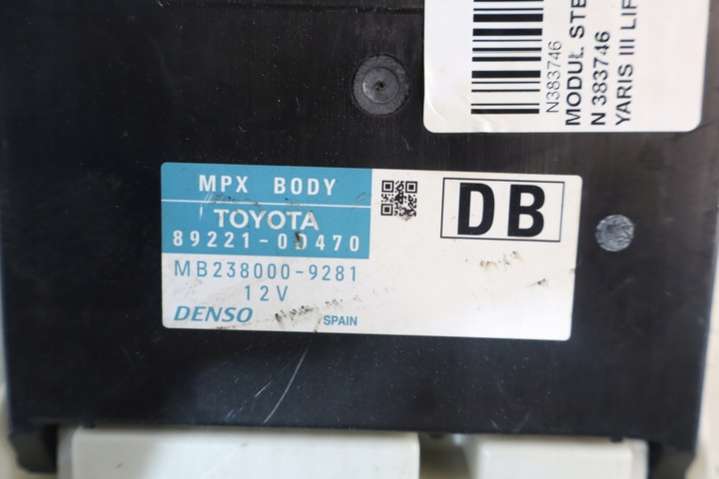 N383746
MODUŁ STE
N 383746
YARIS III LIF
MPX BODY
TOYOTA
89221-0D470
MB238000-9281
12V
DENSO
SPAIN
DB